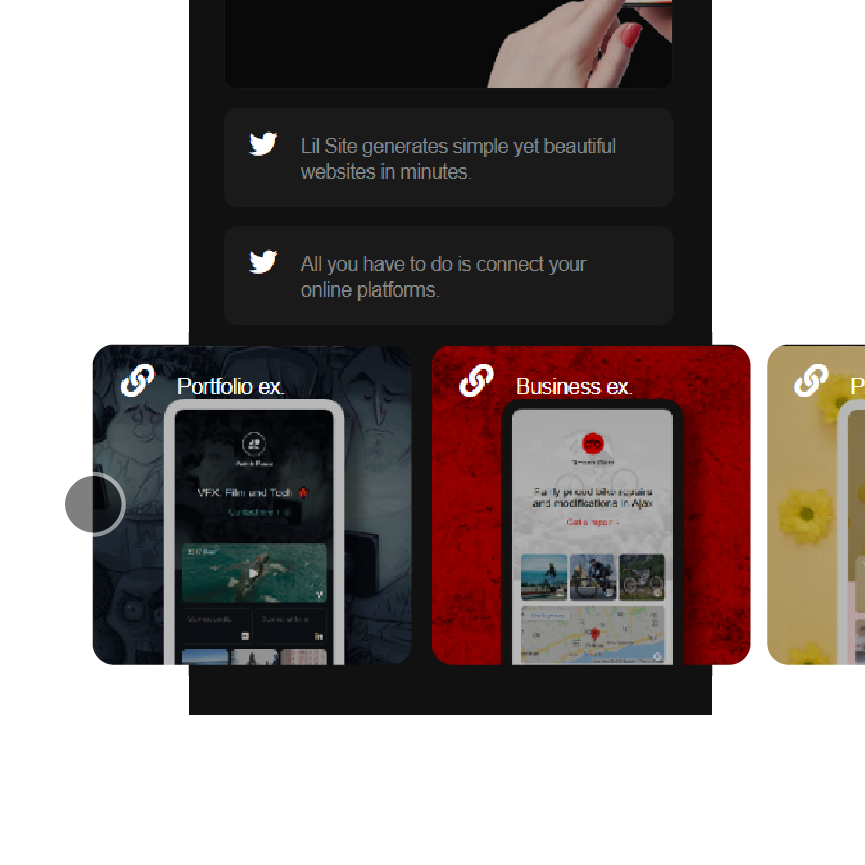 Lil Site generates simple yet beautiful
websites in minutes.
All you have to do is connect your
online platforms.
Portfolio ex.
Business ex.
P
VFX, Film and Tech
Fairly priced bike repairs
and modifications in Ajax
Get a repair